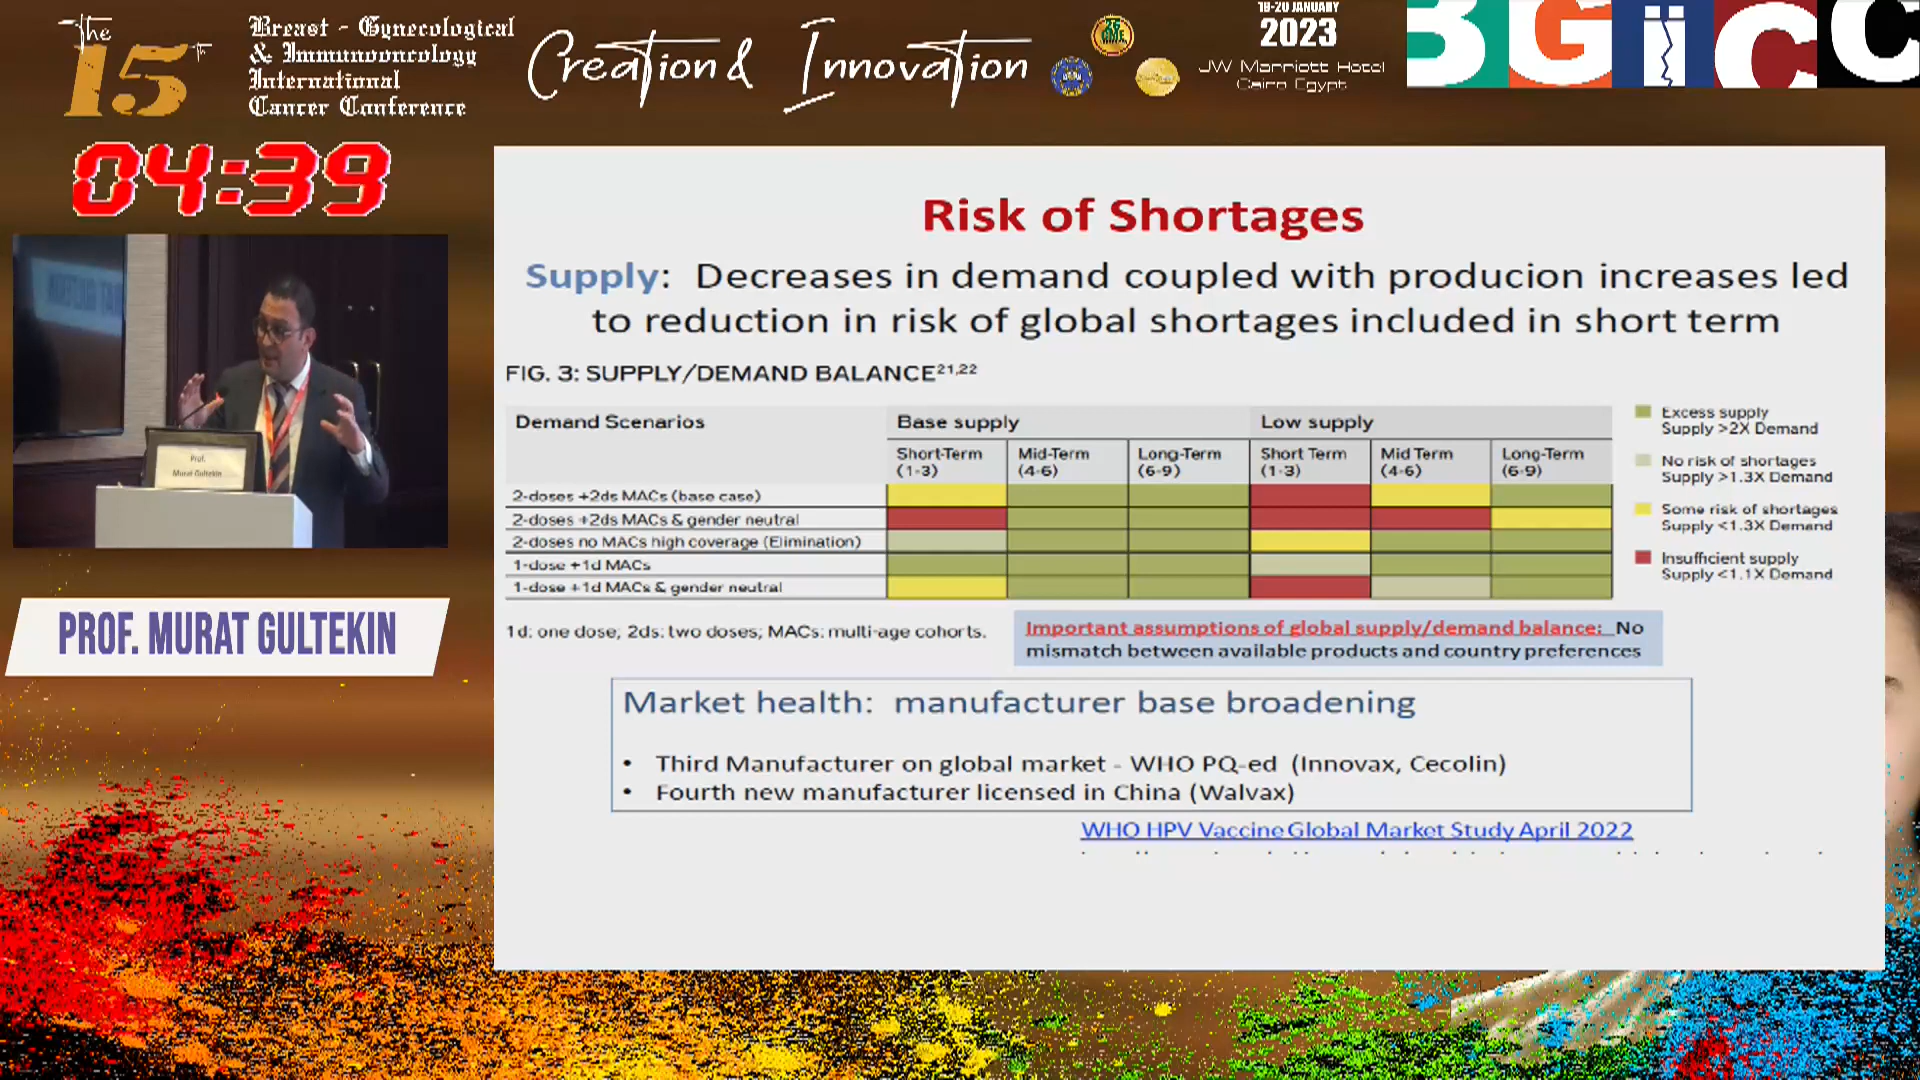 The
15th
Breast - Gynecological
& Immunooncology
International
Cancer Conference
Creation & Innovation
18-20 JANUARY
2023
JW Marriott Hotel
Cairo Egypt
BGiCC
04:39
Prof.
Murat Gultekin
PROF. MURAT GULTEKIN
Risk of Shortages
Supply: Decreases in demand coupled with producion increases led
to reduction in risk of global shortages included in short term
FIG. 3: SUPPLY/DEMAND BALANCE21,22
Demand Scenarios Base supply Low supply
Short-Term Mid-Term Long-Term Short Term Mid Term Long-Term
(1-3) (4-6) (6-9) (1-3) (4-6) (6-9)
2-doses +2ds MACs (base case)
2-doses +2ds MACs & gender neutral
2-doses no MACs high coverage (Elimination)
1-dose +1d MACs
1-dose +1d MACs & gender neutral
Excess supply
Supply >2X Demand
No risk of shortages
Supply >1.3X Demand
Some risk of shortages
Supply <1.3X Demand
Insufficient supply
Supply <1.1X Demand
1d: one dose; 2ds: two doses; MACs: multi-age cohorts.
Important assumptions of global supply/demand balance: No
mismatch between available products and country preferences
Market health: manufacturer base broadening
• Third Manufacturer on global market - WHO PQ-ed (Innovax, Cecolin)
• Fourth new manufacturer licensed in China (Walvax)
WHO HPV Vaccine Global Market Study April 2022